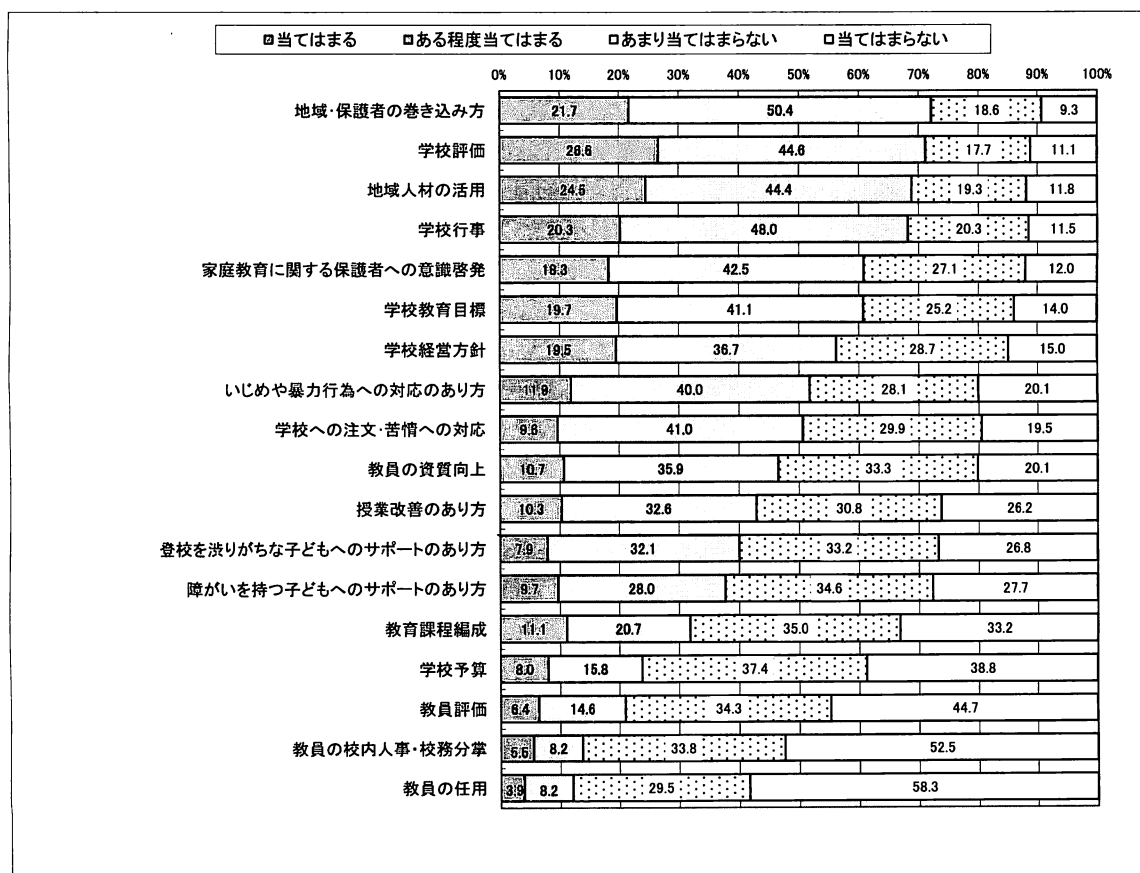 当てはまる ある程度当てはまる あまり当てはまらない 当てはまらない
0% 10% 20% 30% 40% 50% 60% 70% 80% 90% 100%
地域・保護者の巻き込み方 21.7 50.4 18.6 9.3
学校評価 26.6 44.6 17.7 11.1
地域人材の活用 24.5 44.4 19.3 11.8
学校行事 20.3 48.0 20.3 11.5
家庭教育に関する保護者への意識啓発 18.3 42.5 27.1 12.0
学校教育目標 19.7 41.1 25.2 14.0
学校経営方針 19.5 36.7 28.7 15.0
いじめや暴力行為への対応のあり方 11.9 40.0 28.1 20.1
学校への注文・苦情への対応 9.6 41.0 29.9 19.5
教員の資質向上 10.7 35.9 33.3 20.1
授業改善のあり方 10.3 32.6 30.8 26.2
登校を渋りがちな子どもへのサポートのあり方 7.9 32.1 33.2 26.8
障がいを持つ子どもへのサポートのあり方 9.7 28.0 34.6 27.7
教育課程編成 11.1 20.7 35.0 33.2
学校予算 8.0 15.8 37.4 38.8
教員評価 6.4 14.6 34.3 44.7
教員の校内人事・校務分掌 5.5 8.2 33.8 52.5
教員の任用 3.9 8.2 29.5 58.3